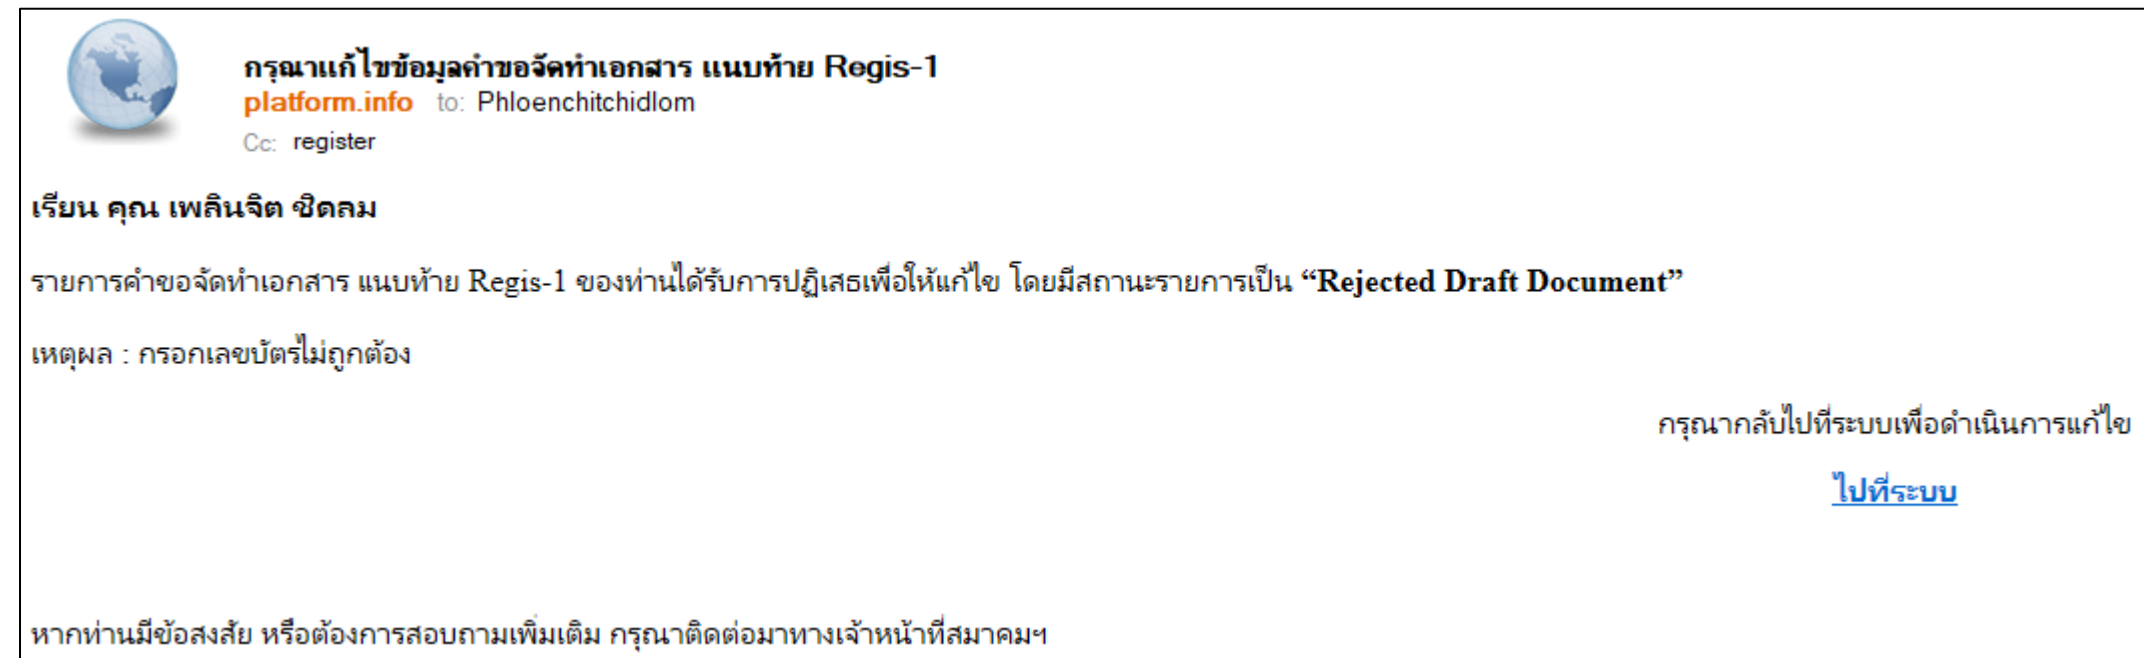 กรุณาแก้ไขข้อมูลคำขอจัดทำเอกสาร แนบท้าย Regis-1
platform.info to: Phloenchitchidlom
Cc: register
เรียน คุณ เพลินจิต ชิดลม
รายการคำขอจัดทำเอกสาร แนบท้าย Regis-1 ของท่านได้รับการปฏิเสธเพื่อให้แก้ไข โดยมีสถานะรายการเป็น “Rejected Draft Document”
เหตุผล : กรอกเลขบัตรไม่ถูกต้อง
กรุณากลับไปที่ระบบเพื่อดำเนินการแก้ไข
ไปที่ระบบ
หากท่านมีข้อสงสัย หรือต้องการสอบถามเพิ่มเติม กรุณาติดต่อมาทางเจ้าหน้าที่สมาคมฯ